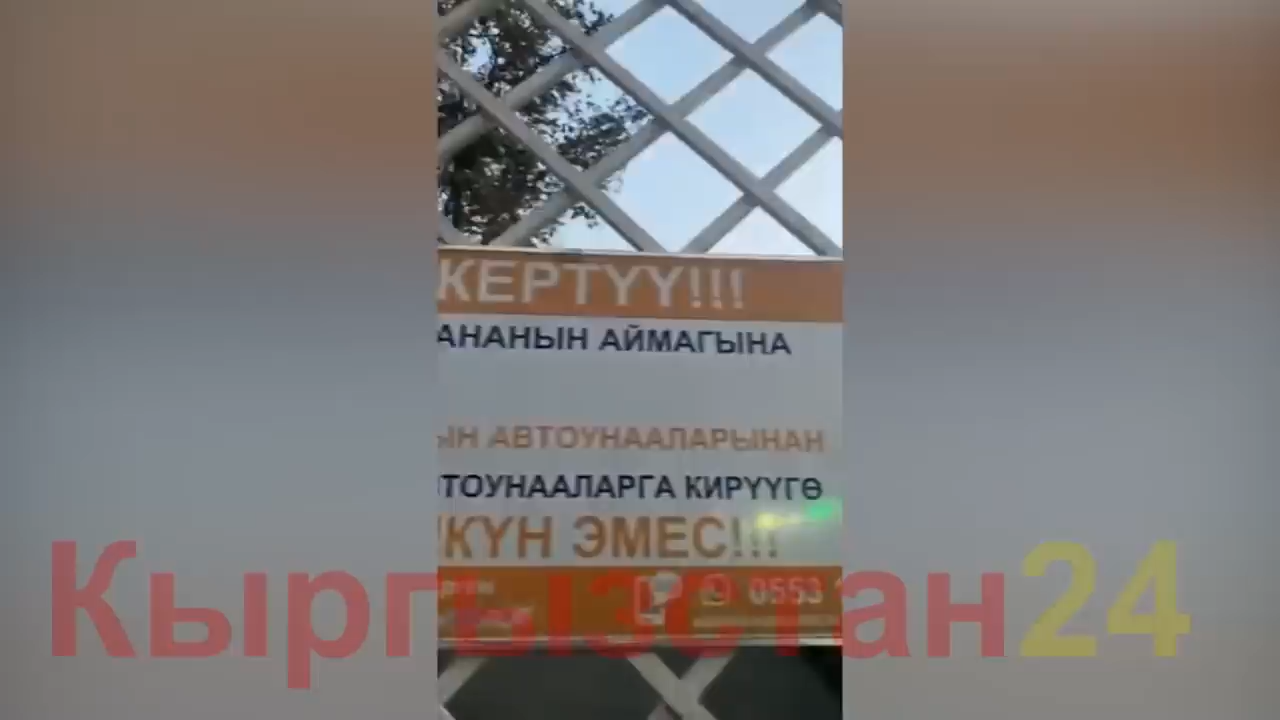 КЕРТҮҮ!!!
АНАНЫН АЙМАГЫНА
ЫН АВТОУНААЛАРЫНАН
ТОУНААЛАРГА КИРҮҮГӨ
КҮН ЭМЕС!!!
0553
Кыргызстан24